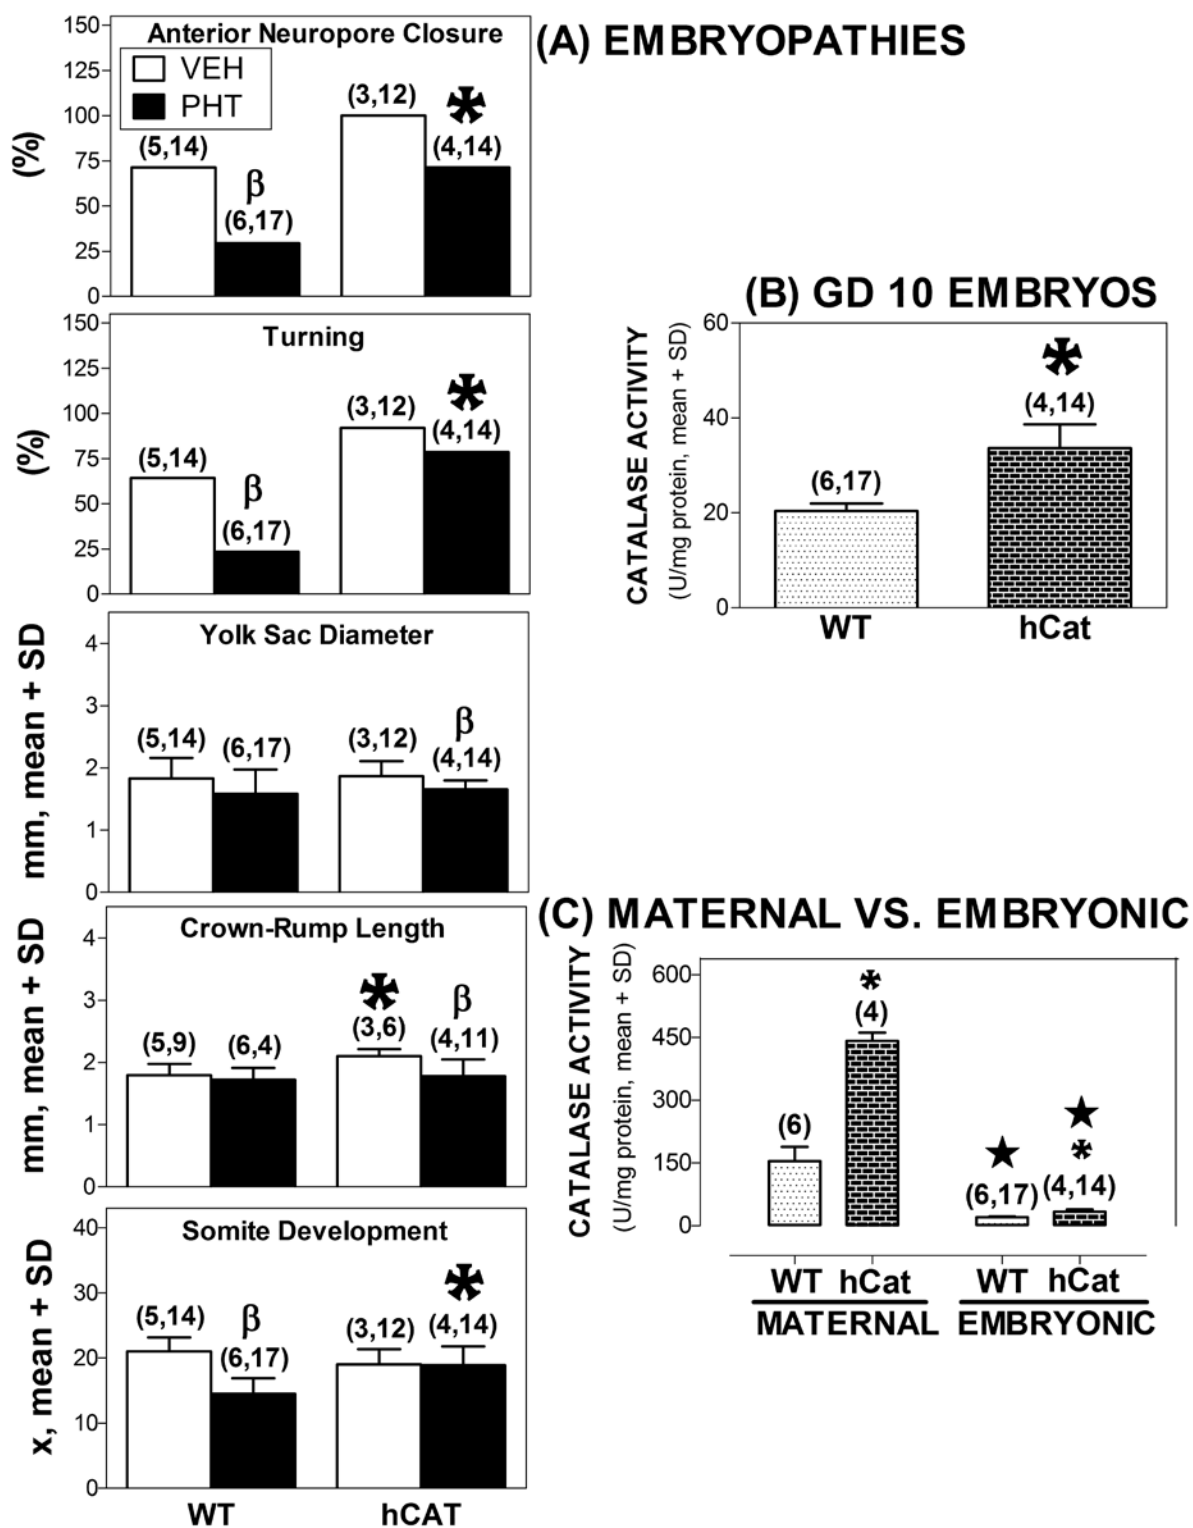 (A) EMBRYOPATHIES
Anterior Neuropore Closure
VEH
PHT
(%)
150
125
100
75
50
25
0
(5,14)
β
(6,17)
(3,12)
(4,14)
Turning
(%)
150
125
100
75
50
25
0
(5,14)
β
(6,17)
(3,12)
(4,14)
Yolk Sac Diameter
mm, mean + SD
4
3
2
1
0
(5,14)
(6,17)
(3,12)
β
(4,14)
Crown-Rump Length
mm, mean + SD
4
3
2
1
0
(5,9)
(6,4)
(3,6)
β
(4,11)
Somite Development
x, mean + SD
40
30
20
10
0
(5,14)
β
(6,17)
(3,12)
(4,14)
WT
hCAT
(B) GD 10 EMBRYOS
CATALASE ACTIVITY
(U/mg protein, mean + SD)
60
40
20
0
(6,17)
(4,14)
WT
hCat
(C) MATERNAL VS. EMBRYONIC
CATALASE ACTIVITY
(U/mg protein, mean + SD)
600
450
300
150
0
(6)
*
(4)
★
(6,17)
★
*
(4,14)
WT hCat
WT hCat
MATERNAL
EMBRYONIC